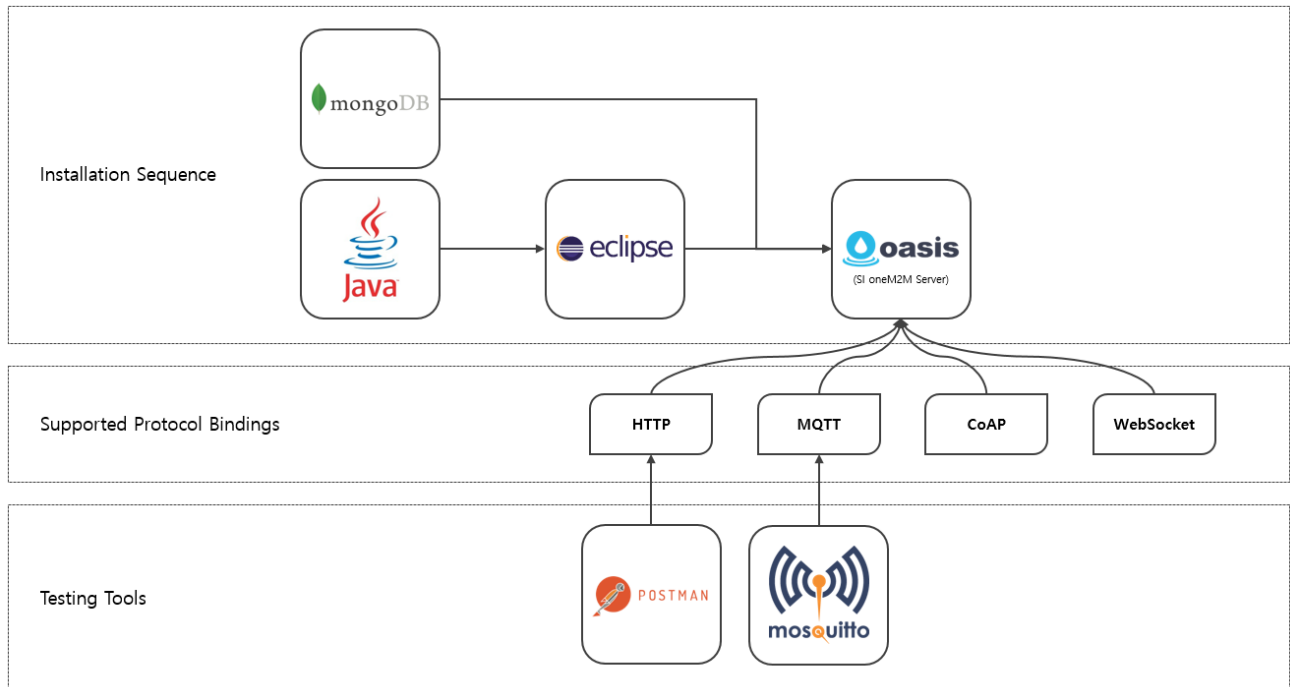 mongoDB
Installation Sequence
Java
eclipse
oasis
(SI oneM2M Server)
Supported Protocol Bindings
HTTP
MQTT
CoAP
WebSocket
Testing Tools
POSTMAN
mosquitto